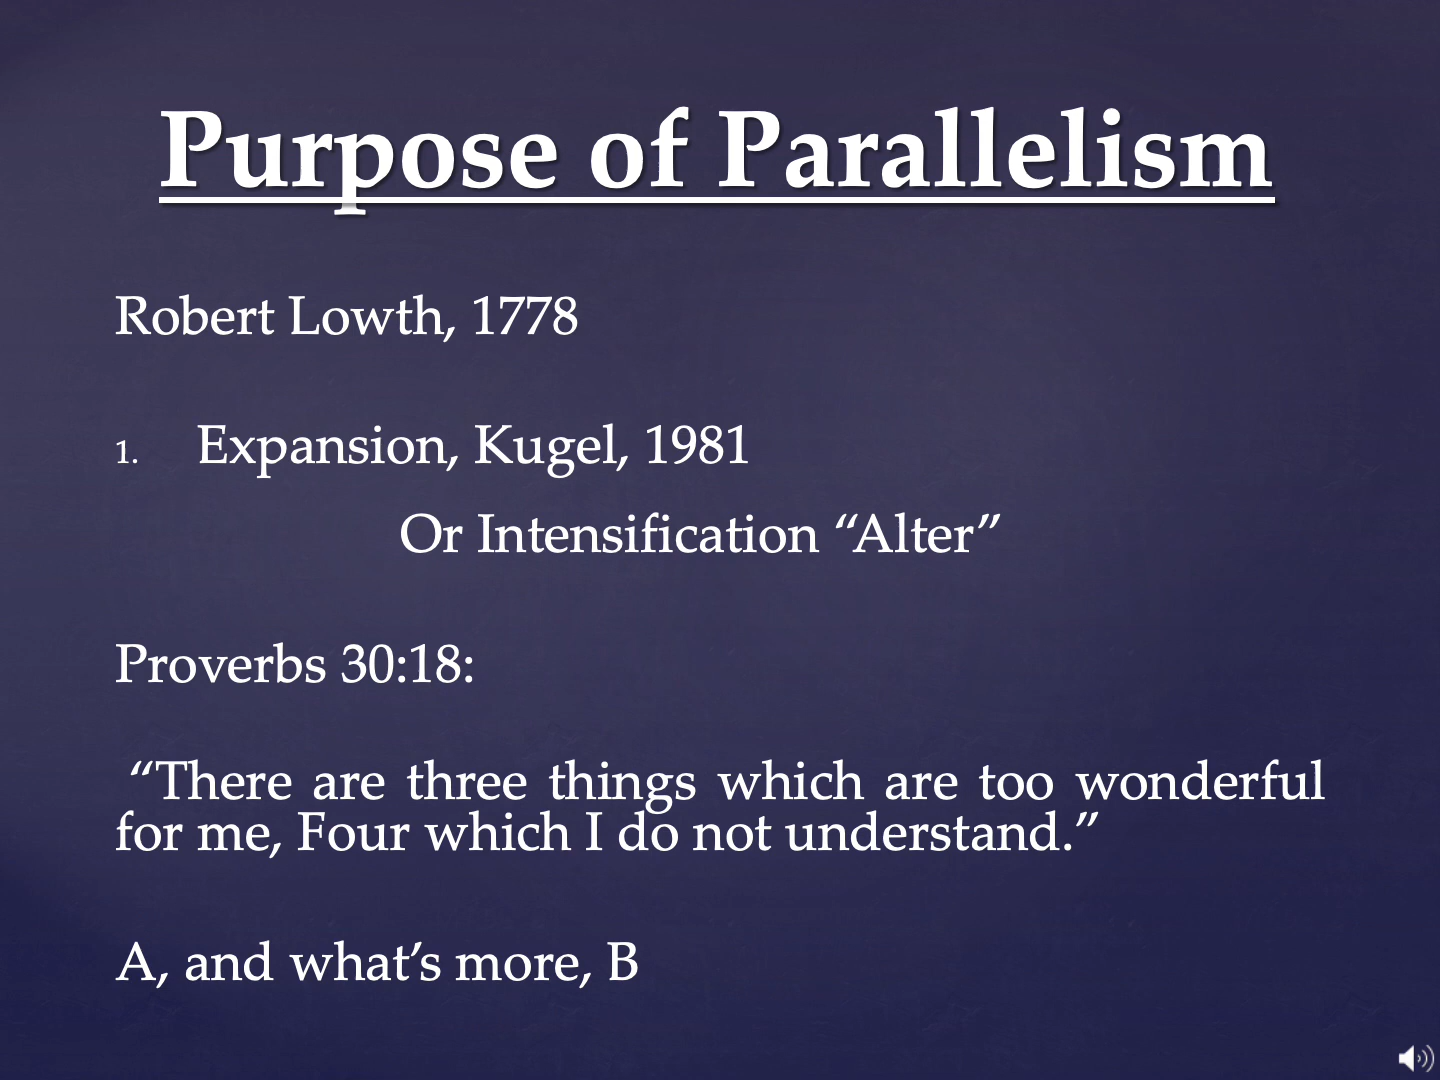 Purpose of Parallelism
Robert Lowth, 1778
1. Expansion, Kugel, 1981
Or Intensification “Alter”
Proverbs 30:18:
“There are three things which are too wonderful
for me, Four which I do not understand.”
A, and what’s more, B